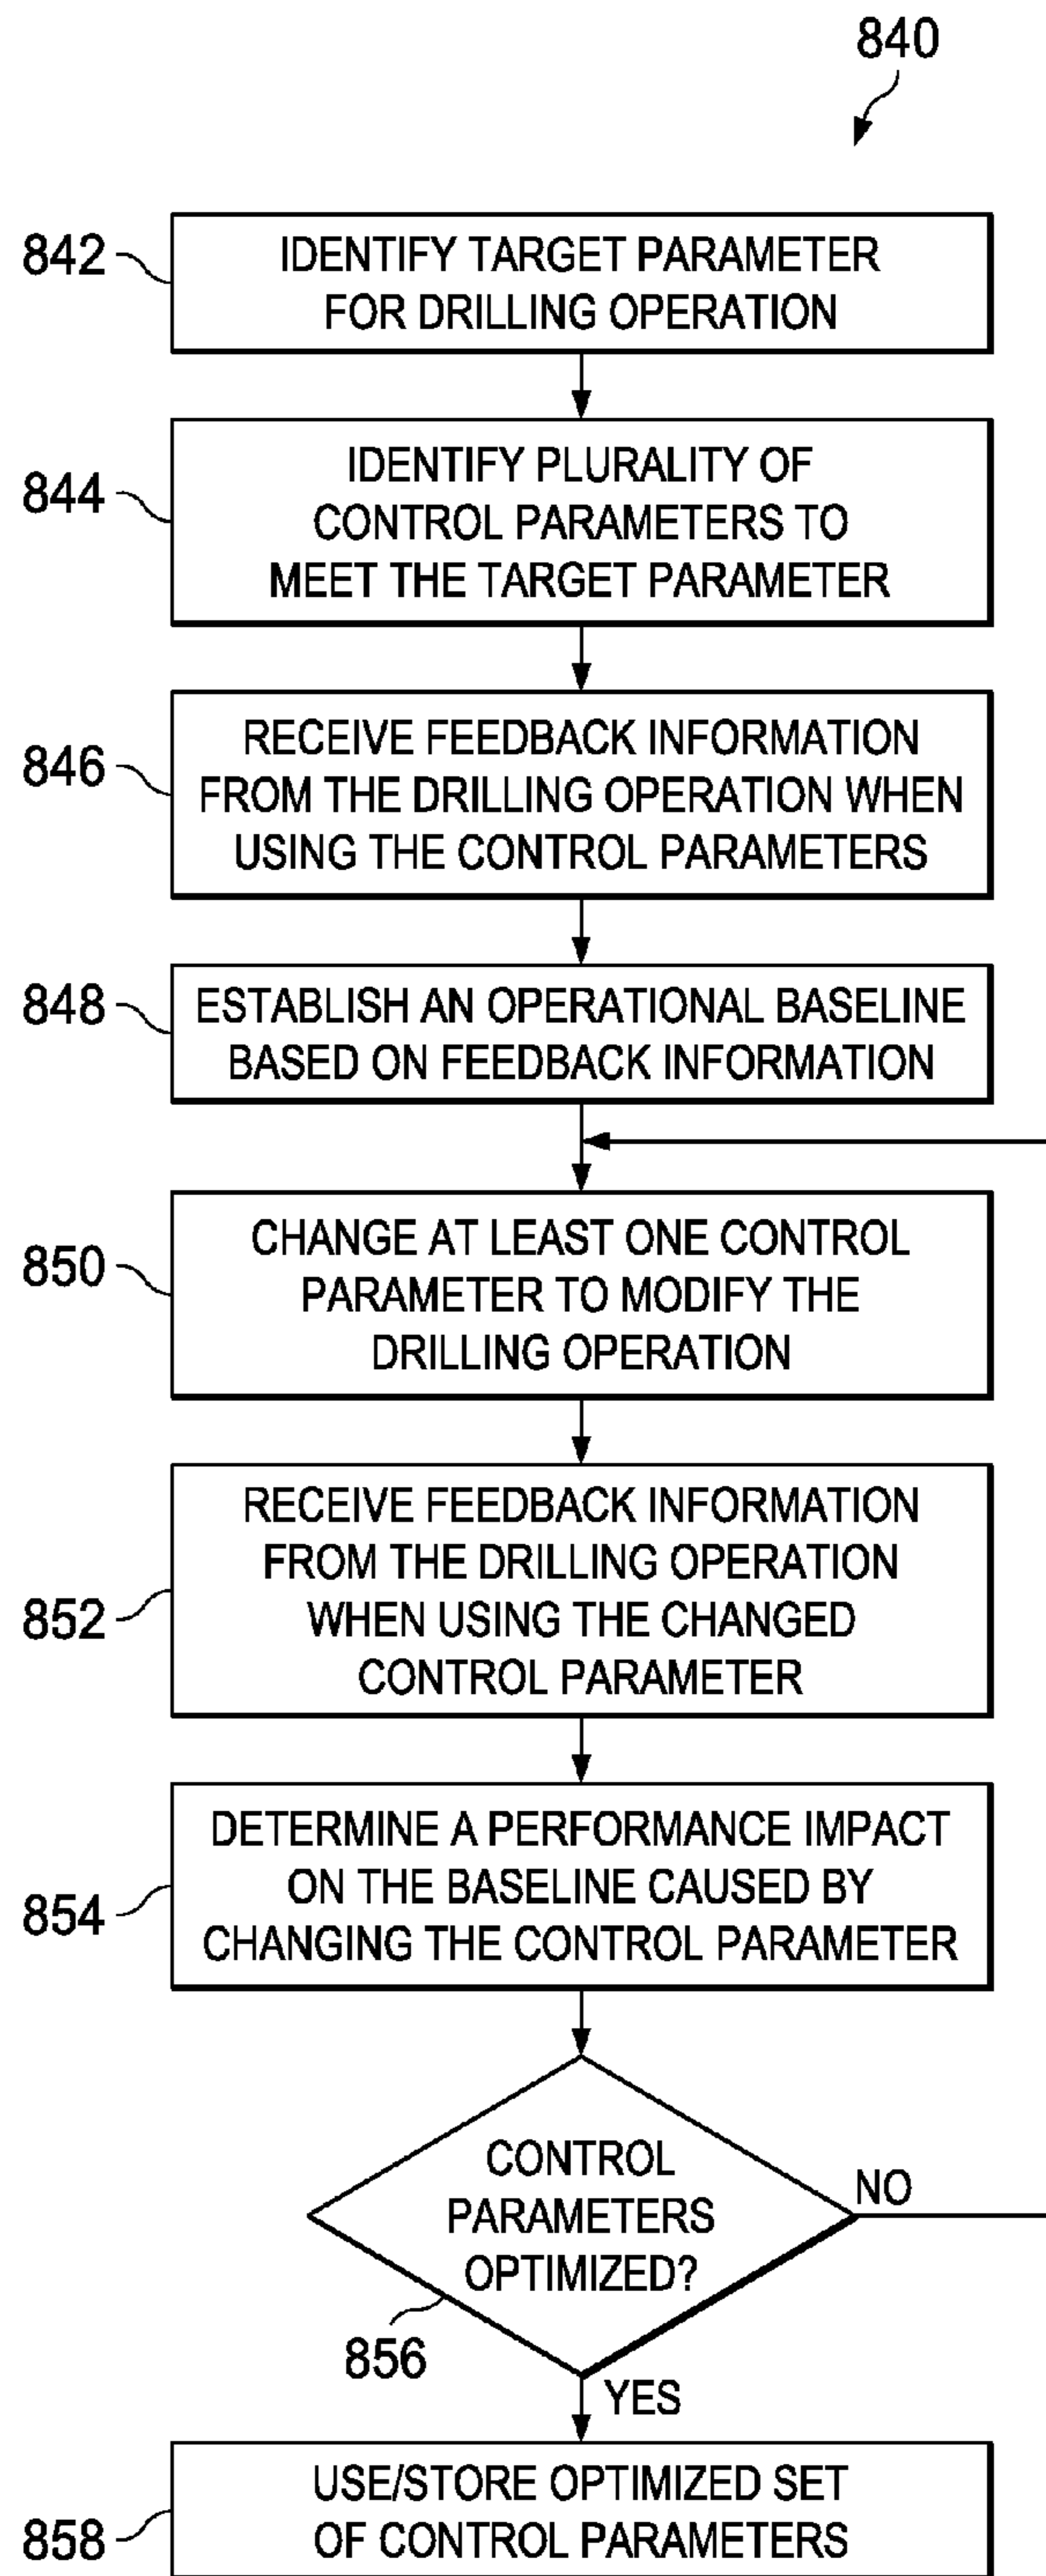 840
842
IDENTIFY TARGET PARAMETER
FOR DRILLING OPERATION
844
IDENTIFY PLURALITY OF
CONTROL PARAMETERS TO
MEET THE TARGET PARAMETER
846
RECEIVE FEEDBACK INFORMATION
FROM THE DRILLING OPERATION WHEN
USING THE CONTROL PARAMETERS
848
ESTABLISH AN OPERATIONAL BASELINE
BASED ON FEEDBACK INFORMATION
850
CHANGE AT LEAST ONE CONTROL
PARAMETER TO MODIFY THE
DRILLING OPERATION
852
RECEIVE FEEDBACK INFORMATION
FROM THE DRILLING OPERATION
WHEN USING THE CHANGED
CONTROL PARAMETER
854
DETERMINE A PERFORMANCE IMPACT
ON THE BASELINE CAUSED BY
CHANGING THE CONTROL PARAMETER
CONTROL
PARAMETERS
OPTIMIZED?
NO
856
YES
858
USE/STORE OPTIMIZED SET
OF CONTROL PARAMETERS